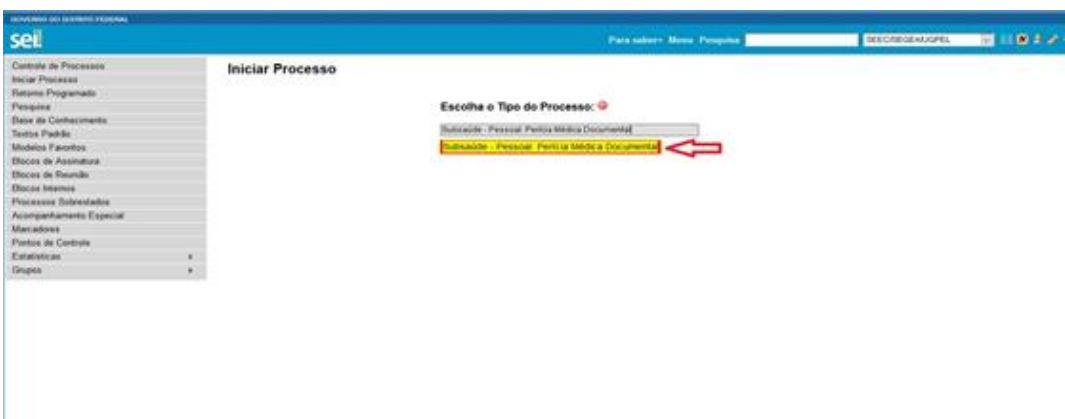 GOVERNO DO DISTRITO FEDERAL
sei!
Para saber+ Menu Pesquisa
Controle de Processos
Iniciar Processo
Retorno Programado
Pesquisa
Base de Conhecimento
Textos Padrão
Modelos Favoritos
Blocos de Assinatura
Blocos de Reunião
Blocos Internos
Processos Sobrestados
Acompanhamento Especial
Marcadores
Pontos de Controle
Estatísticas
Grupos
Iniciar Processo
Escolha o Tipo do Processo:
Subsaúde - Pessoal: Perícia Médica Documental
Subsaúde - Pessoal: Perícia Médica Documental